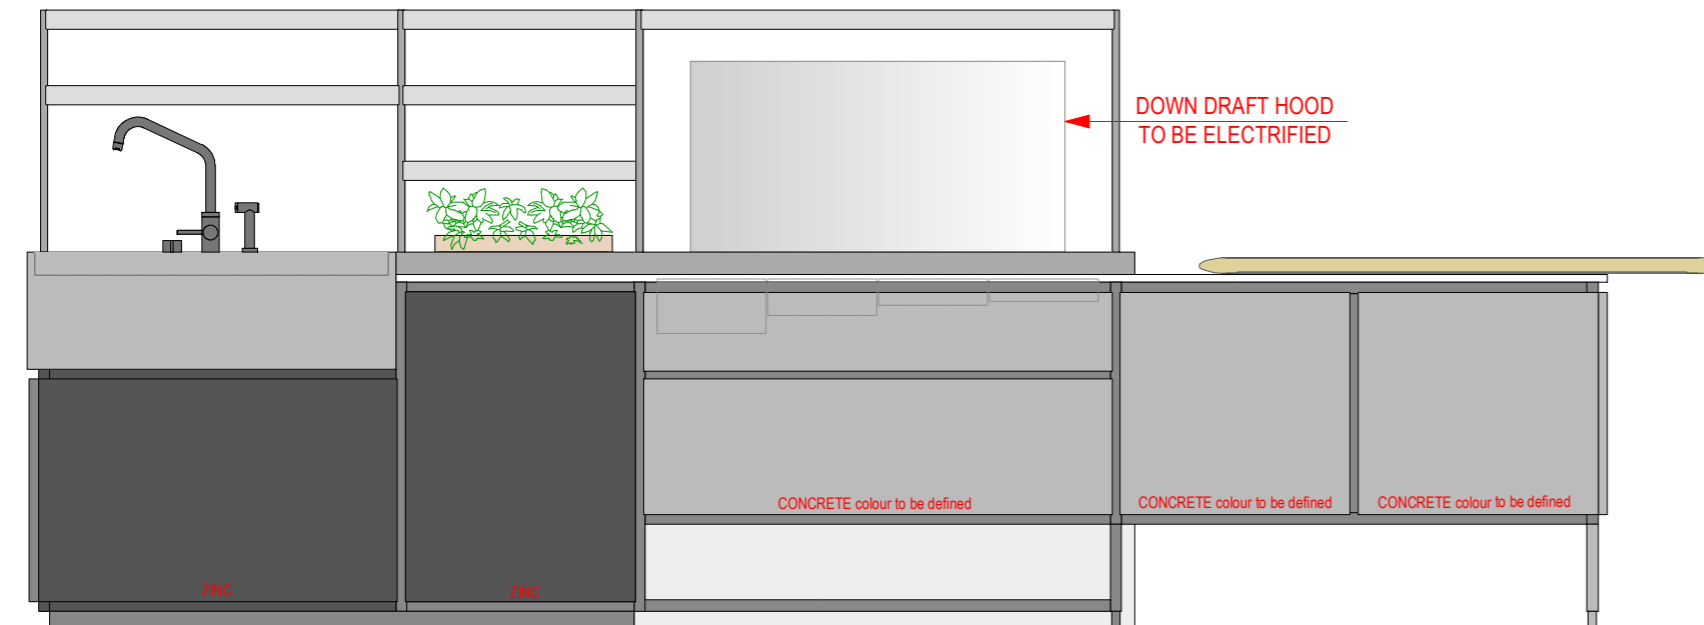 DOWN DRAFT HOOD
TO BE ELECTRIFIED
CONCRETE colour to be defined
CONCRETE colour to be defined
CONCRETE colour to be defined
ZINC
ZINC